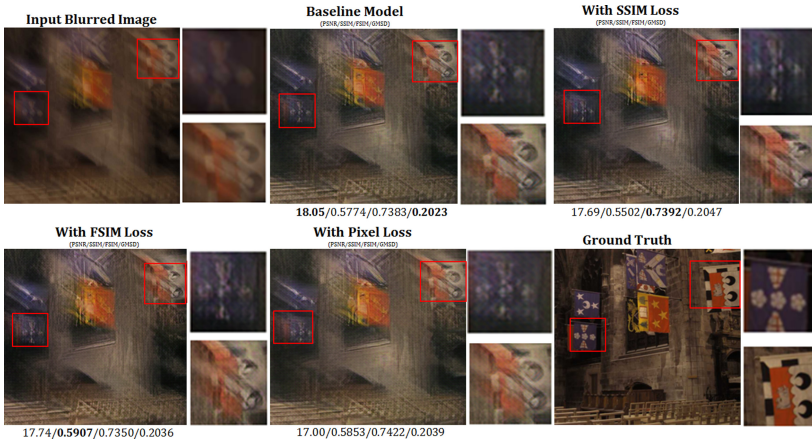 Input Blurred Image
Baseline Model
(PSNR/SSIM/FSIM/GMSD)
With SSIM Loss
(PSNR/SSIM/FSIM/GMSD)
18.05/0.5774/0.7383/0.2023
17.69/0.5502/0.7392/0.2047
With FSIM Loss
(PSNR/SSIM/FSIM/GMSD)
With Pixel Loss
(PSNR/SSIM/FSIM/GMSD)
Ground Truth
17.74/0.5907/0.7350/0.2036
17.00/0.5853/0.7422/0.2039